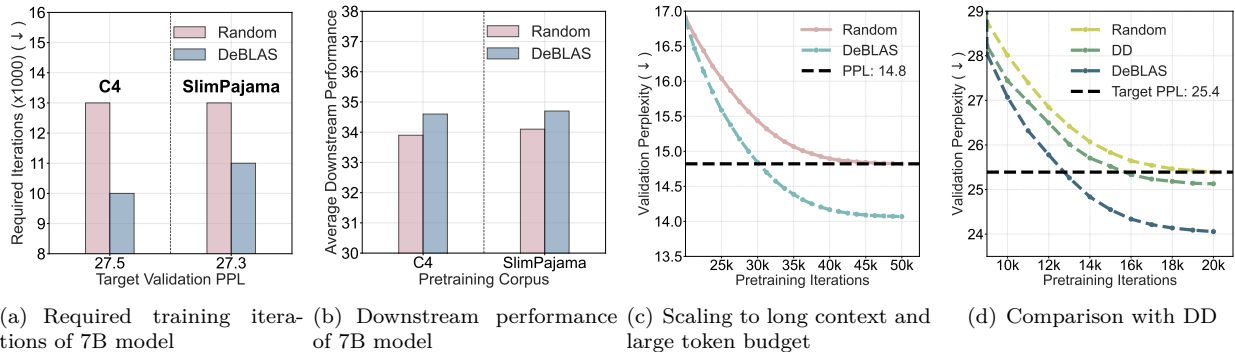 Required Iterations (x1000) (↓)
16
15
14
13
12
11
10
9
8
Random
DeBLAS
C4
SlimPajama
27.5
27.3
Target Validation PPL
Average Downstream Performance
38
37
36
35
34
33
32
31
30
Random
DeBLAS
C4
SlimPajama
Pretraining Corpus
Validation Perplexity (↓)
17.0
16.5
16.0
15.5
15.0
14.5
14.0
13.5
Random
DeBLAS
PPL: 14.8
25k 30k 35k 40k 45k 50k
Pretraining Iterations
Validation Perplexity (↓)
29
28
27
26
25
24
Random
DD
DeBLAS
Target PPL: 25.4
10k 12k 14k 16k 18k 20k
Pretraining Iterations
(a) Required training itera-
tions of 7B model
(b) Downstream performance
of 7B model
(c) Scaling to long context and
large token budget
(d) Comparison with DD